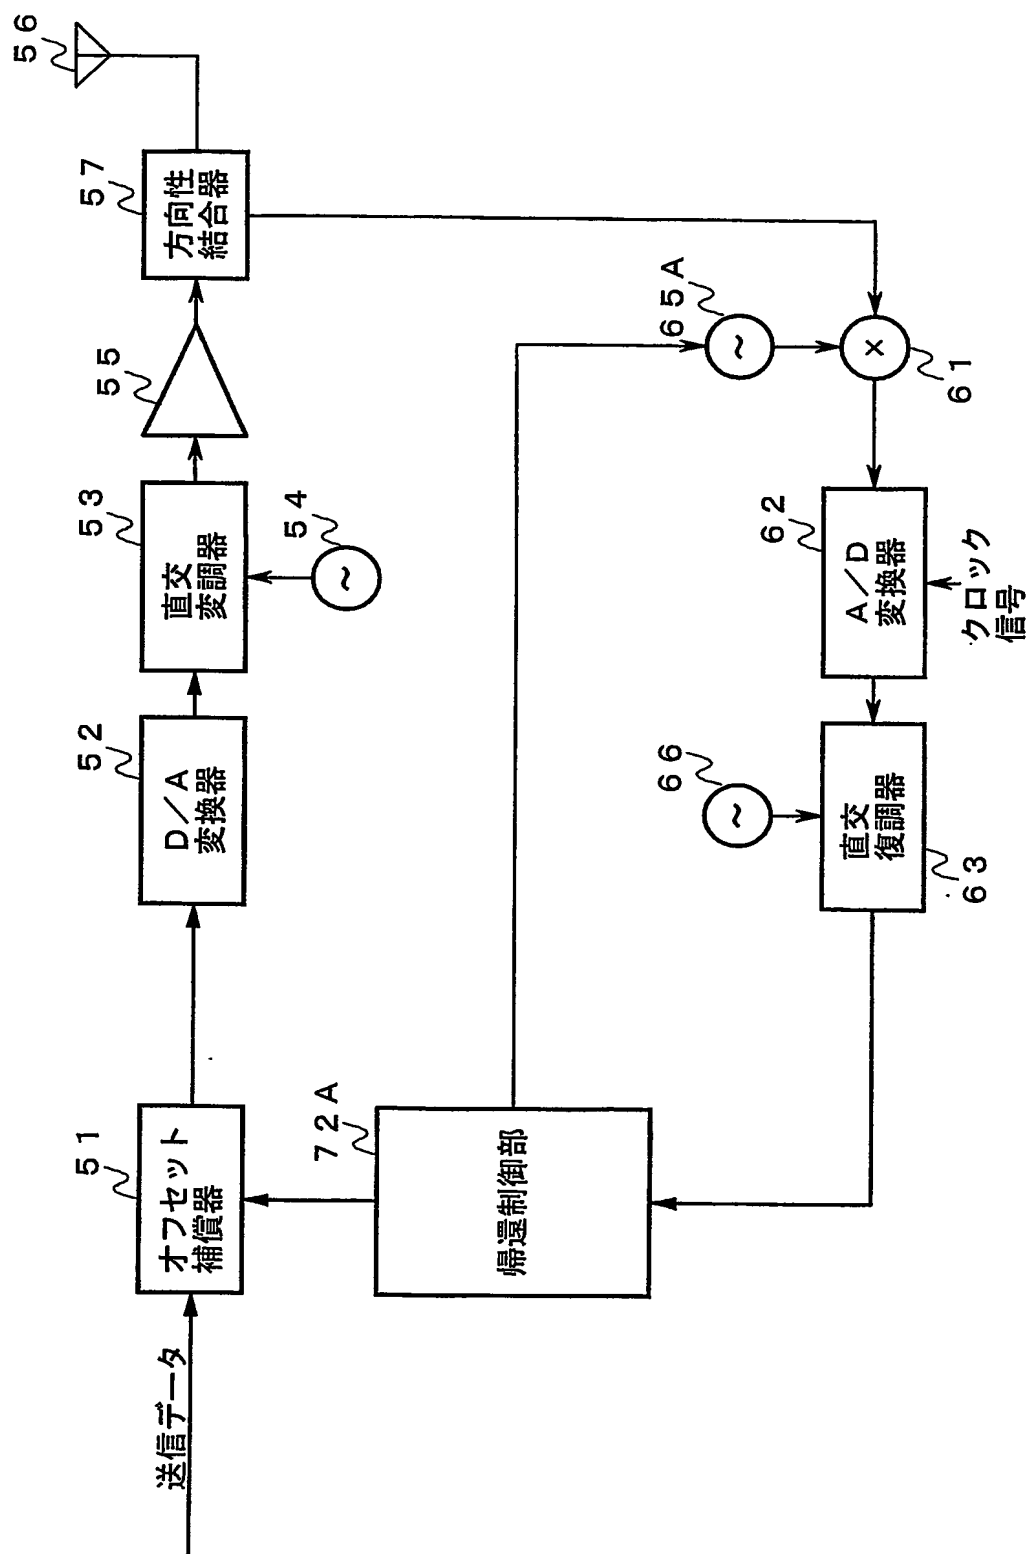 送信データ
51
オフセット
補償器
52
D/A
変換器
53
直交
変調器
54
~
55
57
方向性
結合器
56
72A
帰還制御部
65A
~
×
61
62
A/D
変換器
クロック
信号
66
~
直交
復調器
63